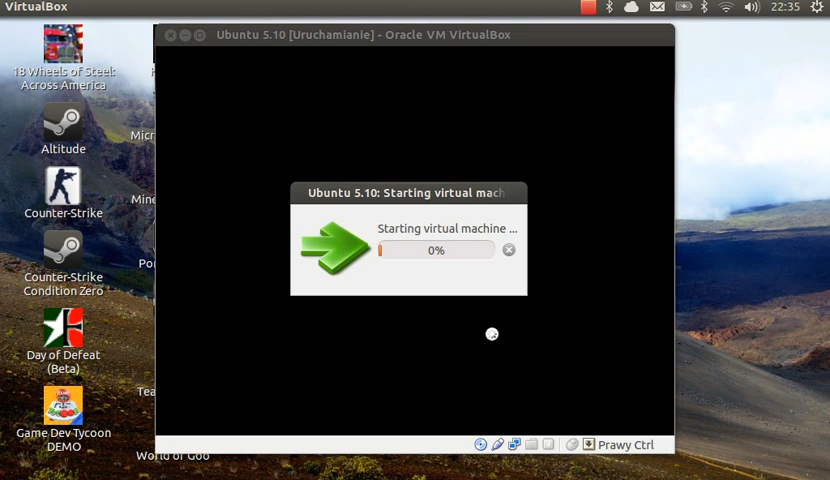 VirtualBox
22:35
Ubuntu 5.10 [Uruchamianie] - Oracle VM VirtualBox
18 Wheels of Steel:
Across America
Altitude
Micr
Counter-Strike
Mine
Counter-Strike
Condition Zero
Po
Day of Defeat
(Beta)
Tea
Game Dev Tycoon
DEMO
World of Goo
Ubuntu 5.10: Starting virtual mach
Starting virtual machine ...
0%
Prawy Ctrl